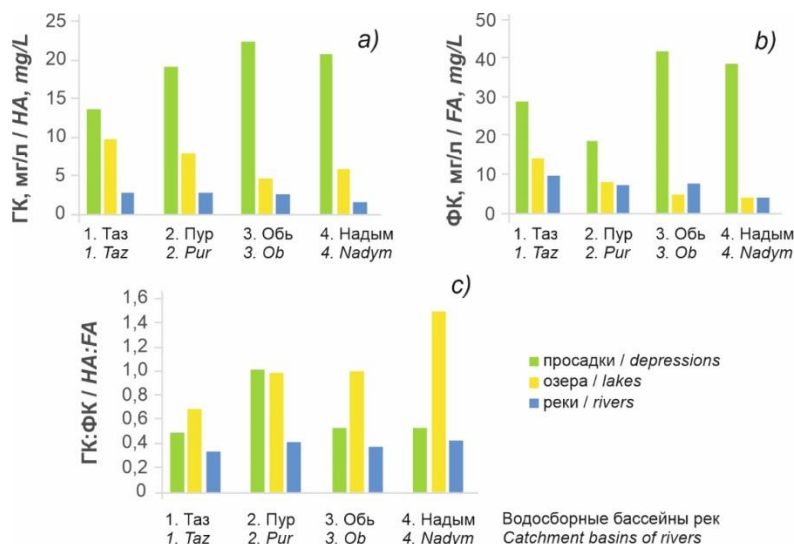 a)
ГК, мг/л / HA, mg/L
25
20
15
10
5
0
1. Таз 2. Пур 3. Обь 4. Надым
1. Taz 2. Pur 3. Ob 4. Nadym
b)
ФК, мг/л / FA, mg/L
50
40
30
20
10
0
1. Таз 2. Пур 3. Обь 4. Надым
1. Taz 2. Pur 3. Ob 4. Nadym
c)
ГК:ФК / HA:FA
1,6
1,4
1,2
1,0
0,8
0,6
0,4
0,2
0
1. Таз 2. Пур 3. Обь 4. Надым
1. Taz 2. Pur 3. Ob 4. Nadym
просадки / depressions
озера / lakes
реки / rivers
Водосборные бассейны рек
Catchment basins of rivers